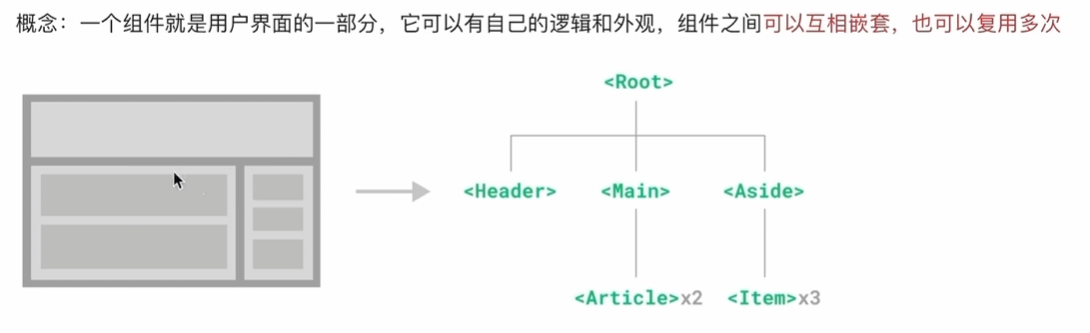 概念：一个组件就是用户界面的一部分，它可以有自己的逻辑和外观，组件之间可以互相嵌套，也可以复用多次
<Root>
<Header> <Main> <Aside>
<Article>x2 <Item>x3